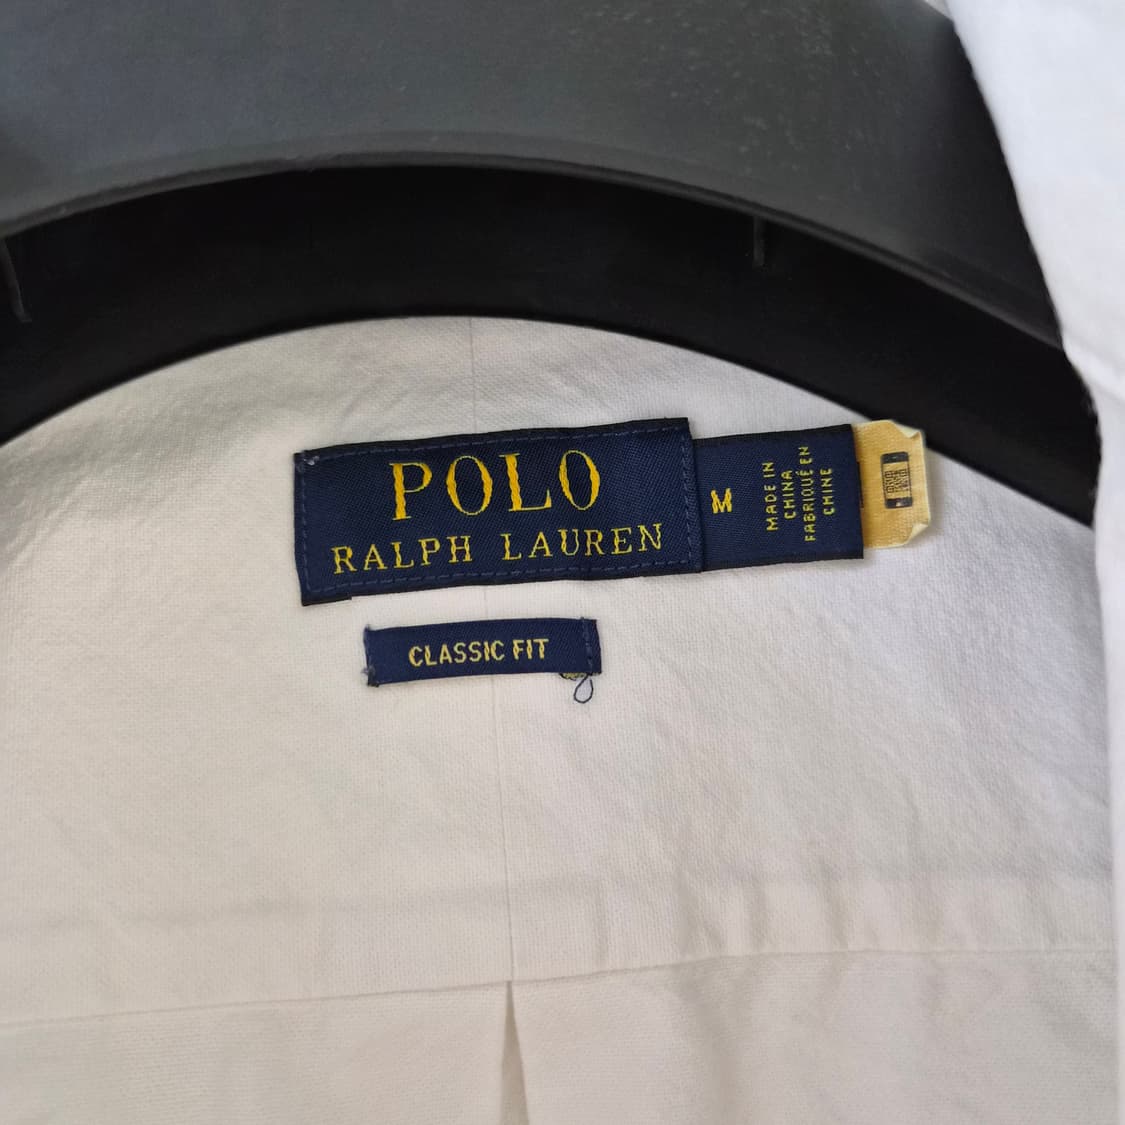 POLO
RALPH LAUREN
M
MADE IN
CHINA
FABRIQUÉ EN
CHINE
CLASSIC FIT